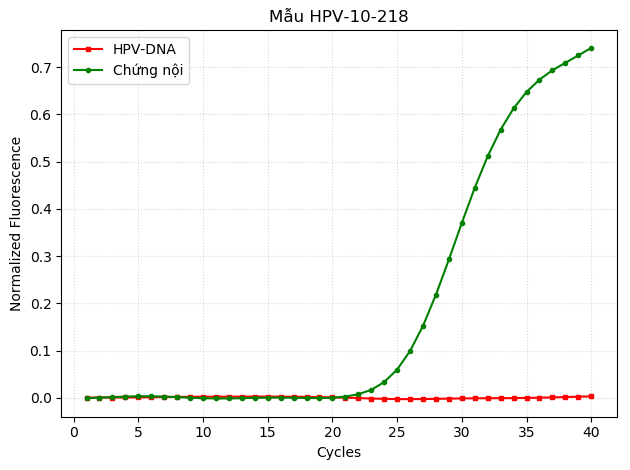 Mẫu HPV-10-218
HPV-DNA
Chứng nội
Normalized Fluorescence
0.7
0.6
0.5
0.4
0.3
0.2
0.1
0.0
0 5 10 15 20 25 30 35 40
Cycles